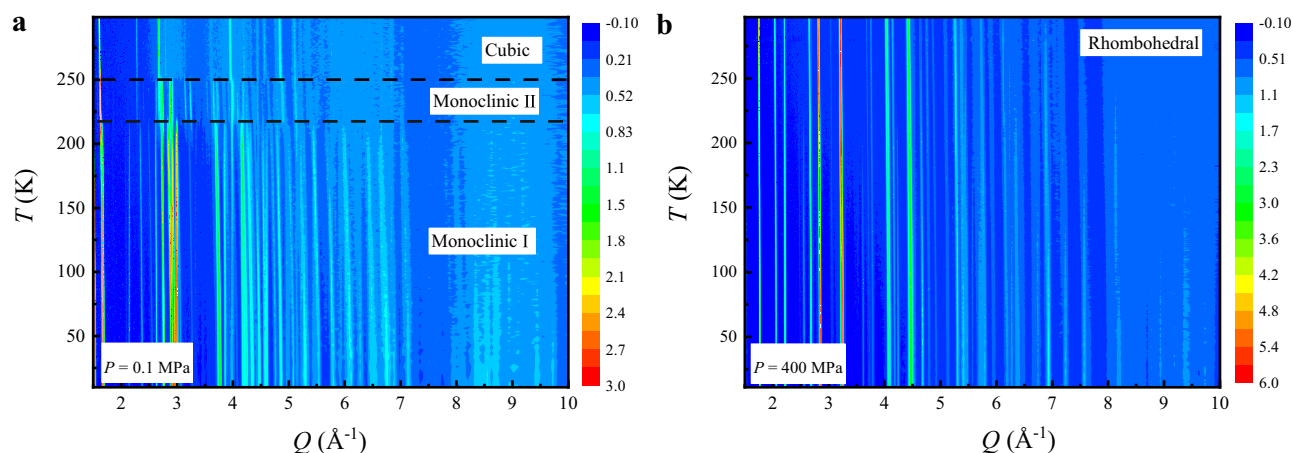 a
Cubic
Monoclinic II
Monoclinic I
P = 0.1 MPa
T (K)
250
200
150
100
50
2 3 4 5 6 7 8 9 10
Q (Å⁻¹)
-0.10
0.21
0.52
0.83
1.1
1.5
1.8
2.1
2.4
2.7
3.0
b
Rhombohedral
P = 400 MPa
T (K)
250
200
150
100
50
2 3 4 5 6 7 8 9 10
Q (Å⁻¹)
-0.10
0.51
1.1
1.7
2.3
3.0
3.6
4.2
4.8
5.4
6.0